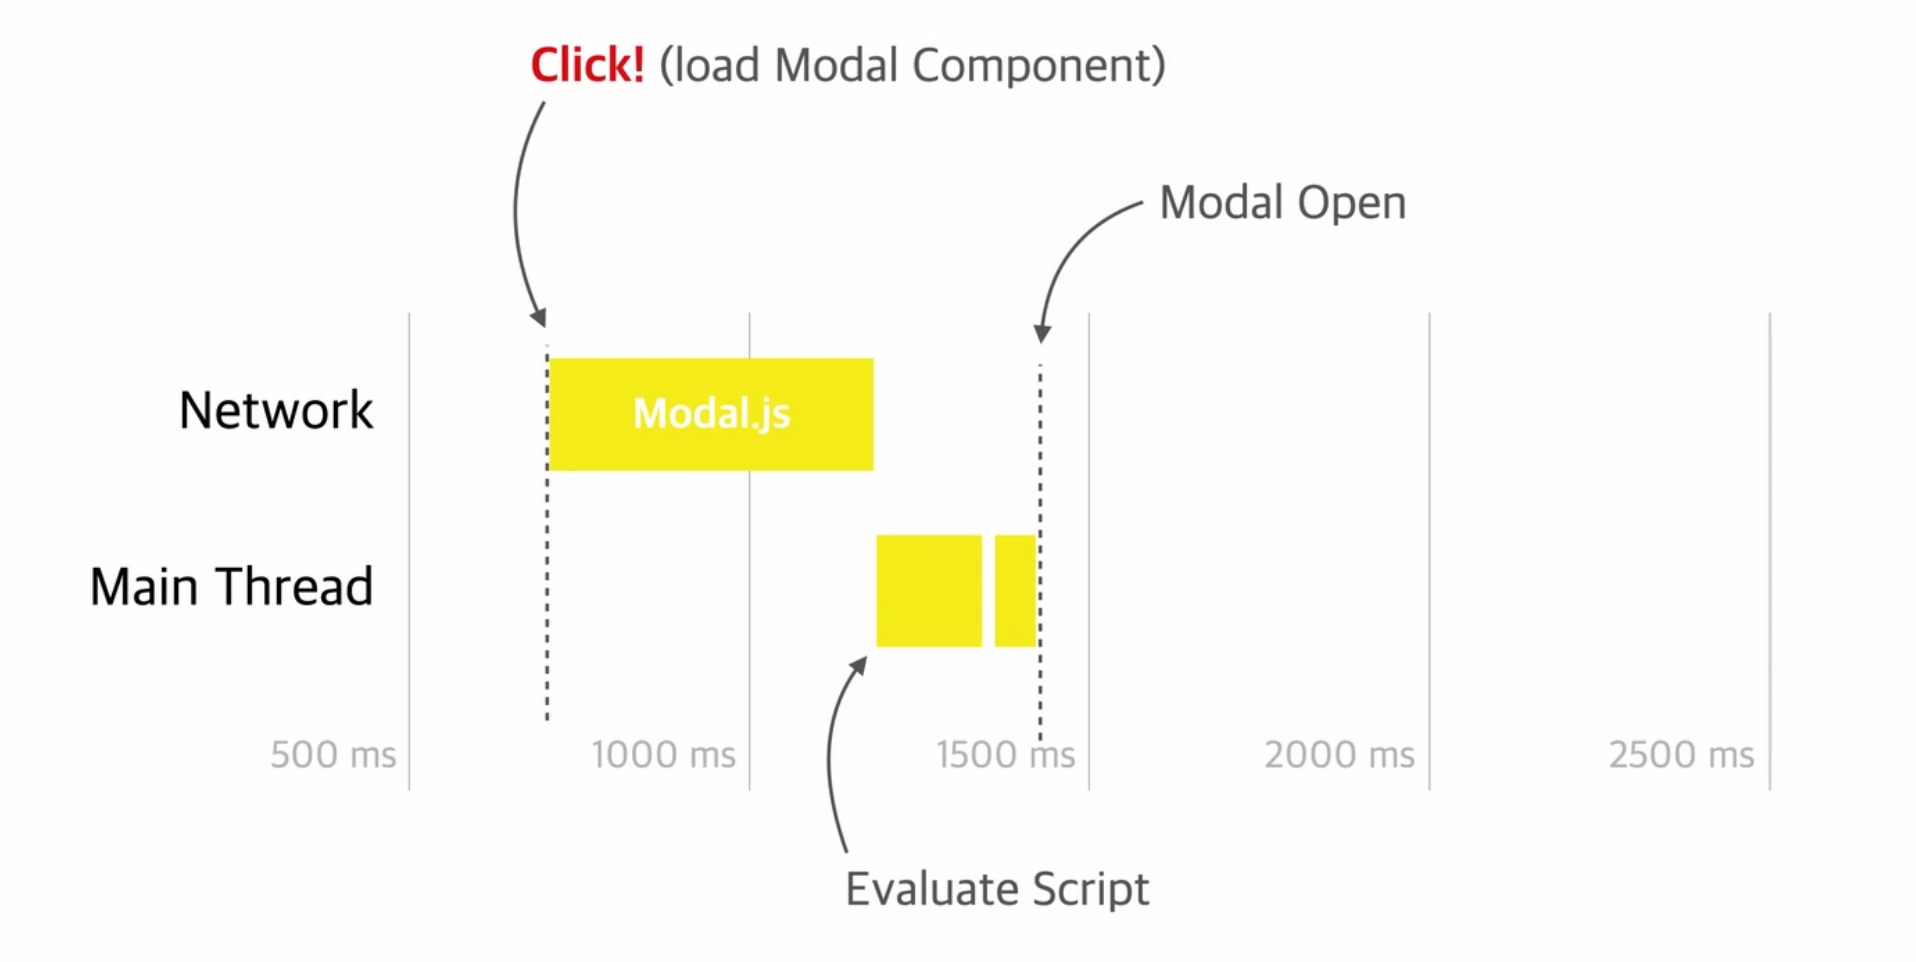 Click! (load Modal Component)
Modal Open
Network
Modal.js
Main Thread
500 ms
1000 ms
1500 ms
2000 ms
2500 ms
Evaluate Script